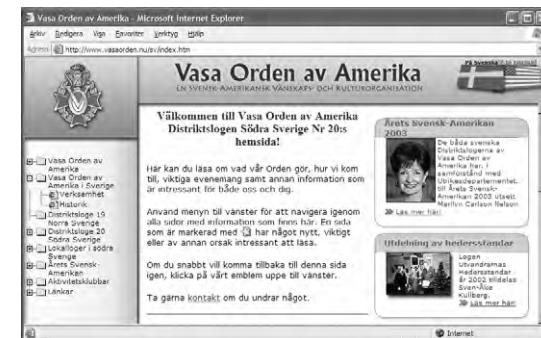 Vasa Orden av Amerika - Microsoft Internet Explorer
Arkiv Redigera Visa Favoriter Verktyg Hjälp
Adress http://www.vasaorden.nu/sv/index.htm
Vasa Orden av Amerika
EN SVENSK-AMERIKANSK VÄNSKAPS- OCH KULTURORGANISATION
På Svenska
Vasa Orden av
Amerika
Vasa Orden av
Amerika i Sverige
Verksamhet
Historik
Distriktsloge 19
Norra Sverige
Distriktsloge 20
Södra Sverige
Lokalloger i södra
Sverige
Årets Svensk-
Amerikan
Aktivitetsklubbar
Länkar
Välkommen till Vasa Orden av Amerika
Distriktslogen Södra Sverige Nr 20:s
hemsida!
Här kan du läsa om vad vår Orden gör, hur vi kom
till, viktiga evenemang samt annan information som
är intressant för både oss och dig.
Använd menyn till vänster för att navigera igenom
alla sidor med information som finns här. En sida
som är markerad med har något nytt, viktigt
eller av annan orsak intressant att läsa.
Om du snabbt vill komma tillbaka till denna sida
igen, klicka på vårt emblem uppe till vänster.
Ta gärna kontakt om du undrar något.
Årets Svensk-Amerikan
2003
De båda svenska
Distriktslogerna av
Vasa Orden av
Amerika har, i
samförstånd med
Utrikesdepartementet,
till Årets Svensk-
Amerikan 2003 utsett
Marilyn Carlson Nelson
Läs mer här!
Utdelning av hedersstandar
Logen
Utvandrarnas
Hedersstandar
år 2002 tilldelas
Sven-Åke
Kullberg.
Läs mer här!
Internet